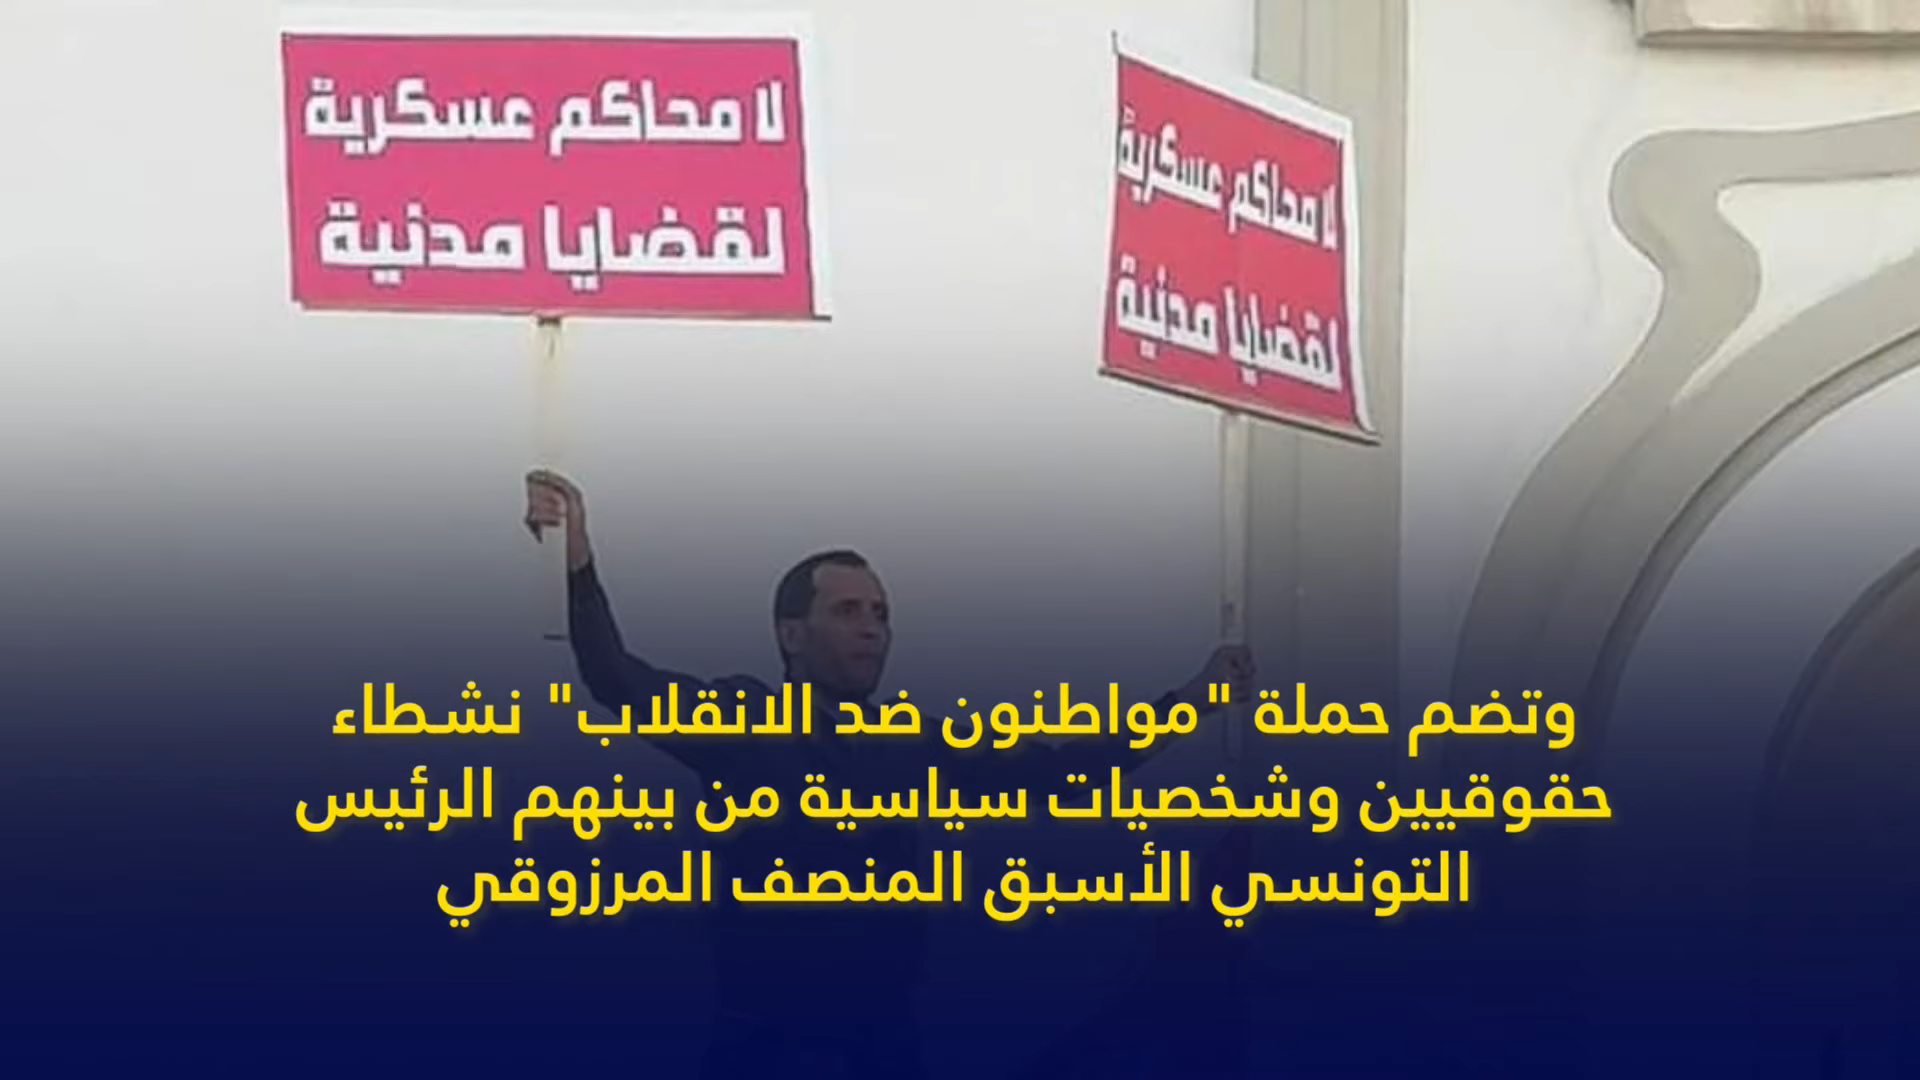 لا محاكم عسكرية
لقضايا مدنية
لا محاكم عسكرية
لقضايا مدنية
وتضم حملة "مواطنون ضد الانقلاب" نشطاء
حقوقيين وشخصيات سياسية من بينهم الرئيس
التونسي الأسبق المنصف المرزوقي